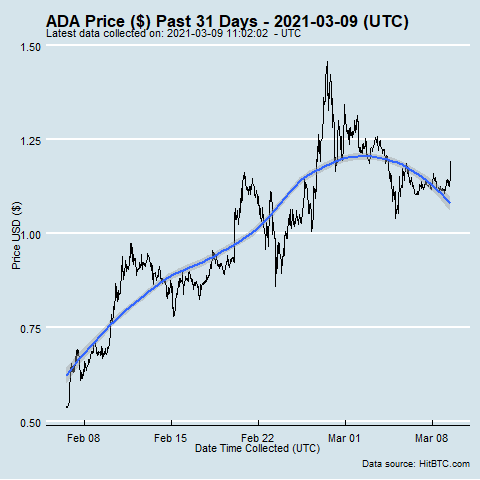 ADA Price ($) Past 31 Days - 2021-03-09 (UTC)
Latest data collected on: 2021-03-09 11:02:02 - UTC
1.50
1.25
1.00
0.75
0.50
Price USD ($)
Feb 08 Feb 15 Feb 22 Mar 01 Mar 08
Date Time Collected (UTC)
Data source: HitBTC.com